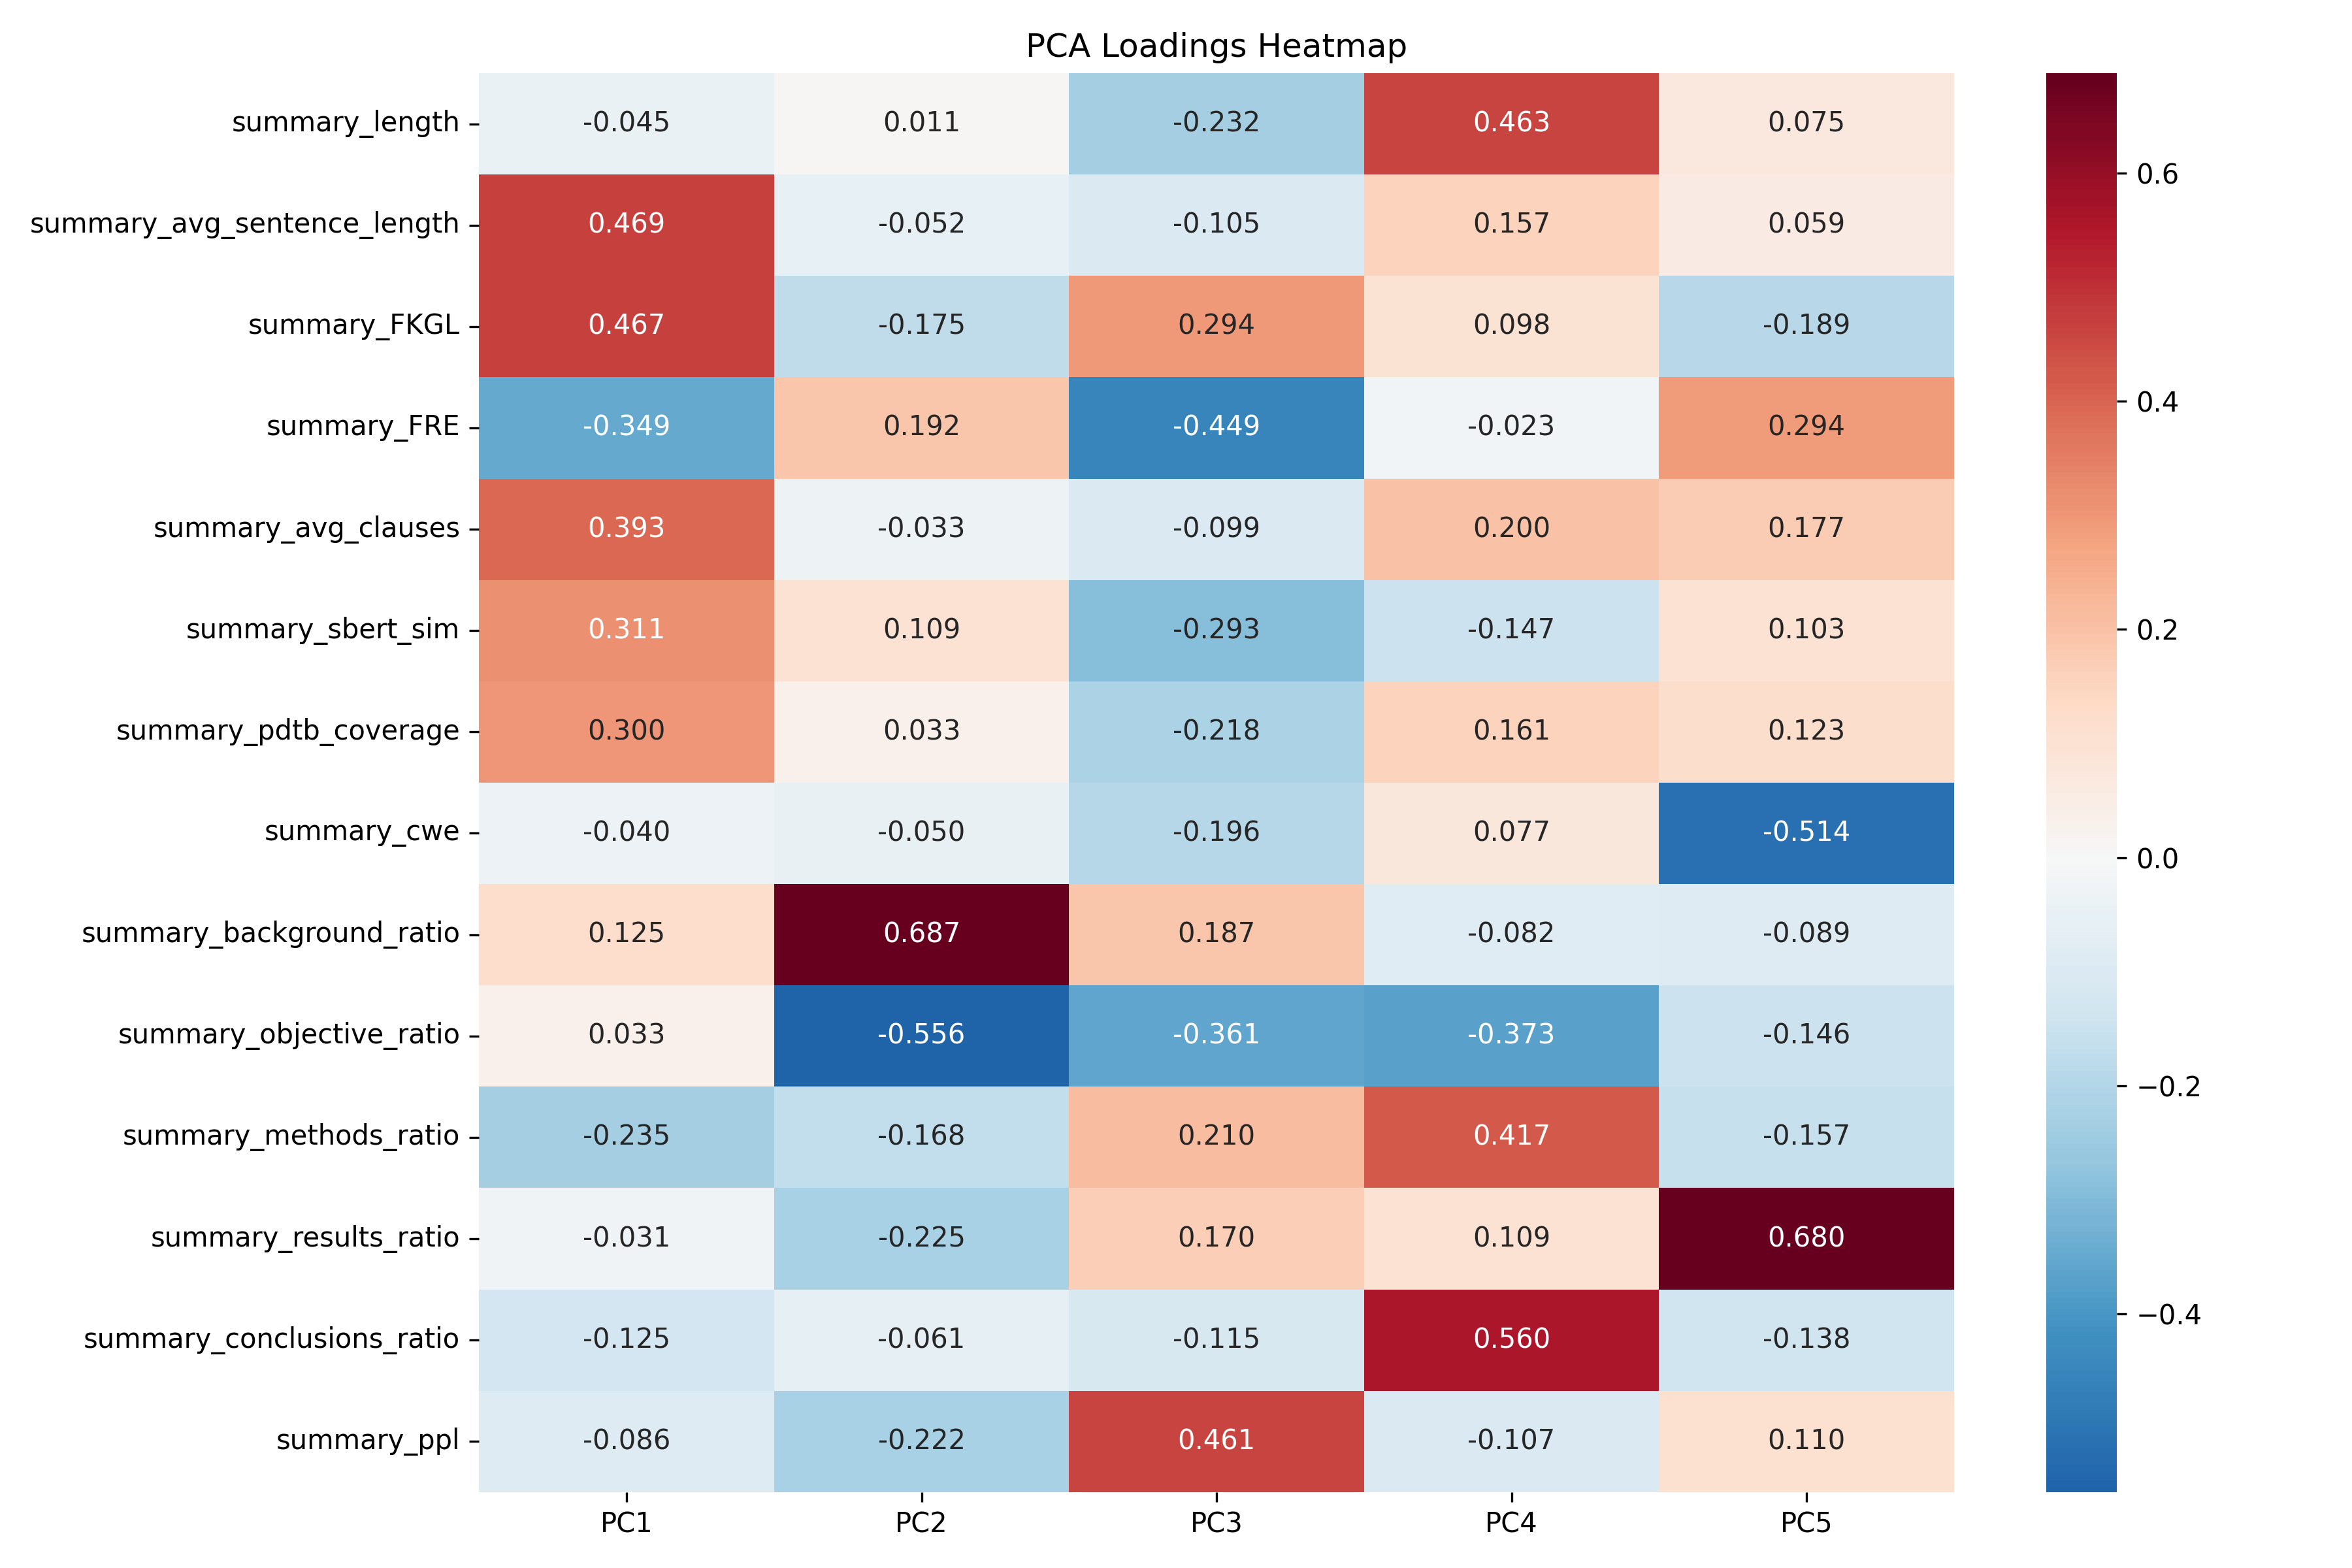 PCA Loadings Heatmap
summary_length -0.045 0.011 -0.232 0.463 0.075
summary_avg_sentence_length 0.469 -0.052 -0.105 0.157 0.059
summary_FKGL 0.467 -0.175 0.294 0.098 -0.189
summary_FRE -0.349 0.192 -0.449 -0.023 0.294
summary_avg_clauses 0.393 -0.033 -0.099 0.200 0.177
summary_sbert_sim 0.311 0.109 -0.293 -0.147 0.103
summary_pdtb_coverage 0.300 0.033 -0.218 0.161 0.123
summary_cwe -0.040 -0.050 -0.196 0.077 -0.514
summary_background_ratio 0.125 0.687 0.187 -0.082 -0.089
summary_objective_ratio 0.033 -0.556 -0.361 -0.373 -0.146
summary_methods_ratio -0.235 -0.168 0.210 0.417 -0.157
summary_results_ratio -0.031 -0.225 0.170 0.109 0.680
summary_conclusions_ratio -0.125 -0.061 -0.115 0.560 -0.138
summary_ppl -0.086 -0.222 0.461 -0.107 0.110
PC1 PC2 PC3 PC4 PC5
0.6
0.4
0.2
0.0
−0.2
−0.4